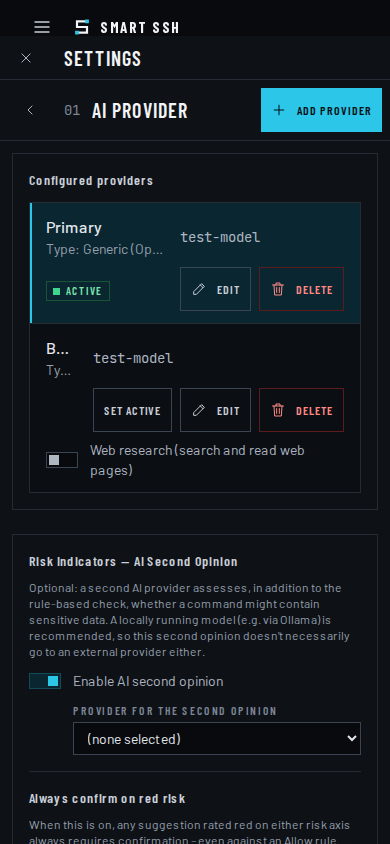 SMART SSH
SETTINGS
01 AI PROVIDER
ADD PROVIDER
Configured providers
Primary
Type: Generic (Op...
test-model
ACTIVE
EDIT
DELETE
B...
Ty...
test-model
SET ACTIVE
EDIT
DELETE
Web research (search and read web
pages)
Risk Indicators — AI Second Opinion
Optional: a second AI provider assesses, in addition to the
rule-based check, whether a command might contain
sensitive data. A locally running model (e.g. via Ollama) is
recommended, so this second opinion doesn't necessarily
go to an external provider either.
Enable AI second opinion
PROVIDER FOR THE SECOND OPINION
(none selected)
Always confirm on red risk
When this is on, any suggestion rated red on either risk axis
always requires confirmation - even against an Allow rule